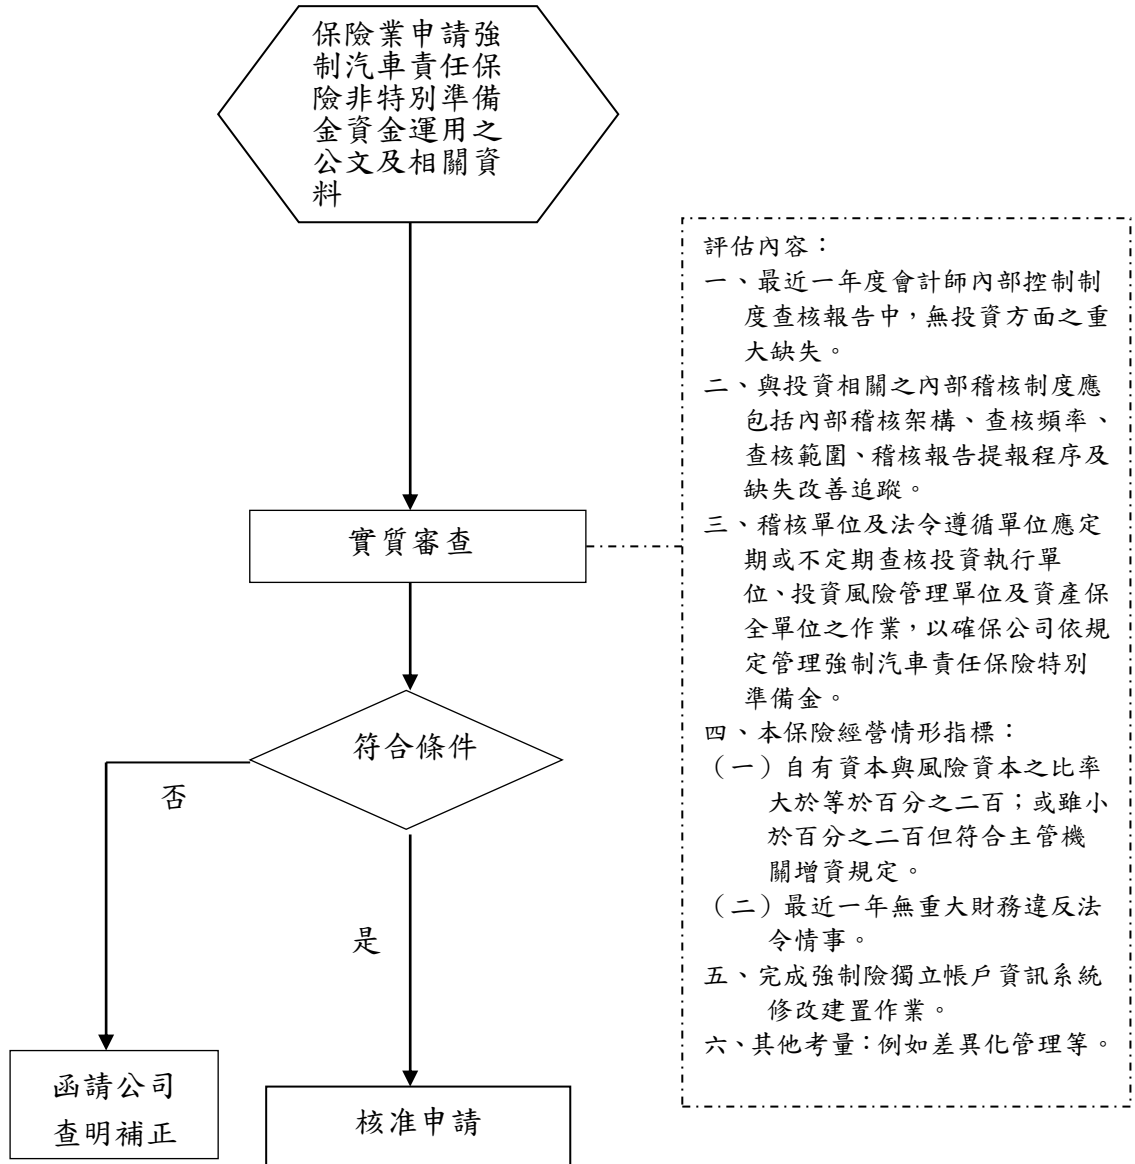 保險業申請強
制汽車責任保
險非特別準備
金資金運用之
公文及相關資
料
實質審查
符合條件
否
是
函請公司
查明補正
核准申請
評估內容：
一、最近一年度會計師內部控制制
度查核報告中，無投資方面之重
大缺失。
二、與投資相關之內部稽核制度應
包括內部稽核架構、查核頻率、
查核範圍、稽核報告提報程序及
缺失改善追蹤。
三、稽核單位及法令遵循單位應定
期或不定期查核投資執行單
位、投資風險管理單位及資產保
全單位之作業，以確保公司依規
定管理強制汽車責任保險特別
準備金。
四、本保險經營情形指標：
（一）自有資本與風險資本之比率
大於等於百分之二百；或雖小
於百分之二百但符合主管機
關增資規定。
（二）最近一年無重大財務違反法
令情事。
五、完成強制險獨立帳戶資訊系統
修改建置作業。
六、其他考量：例如差異化管理等。